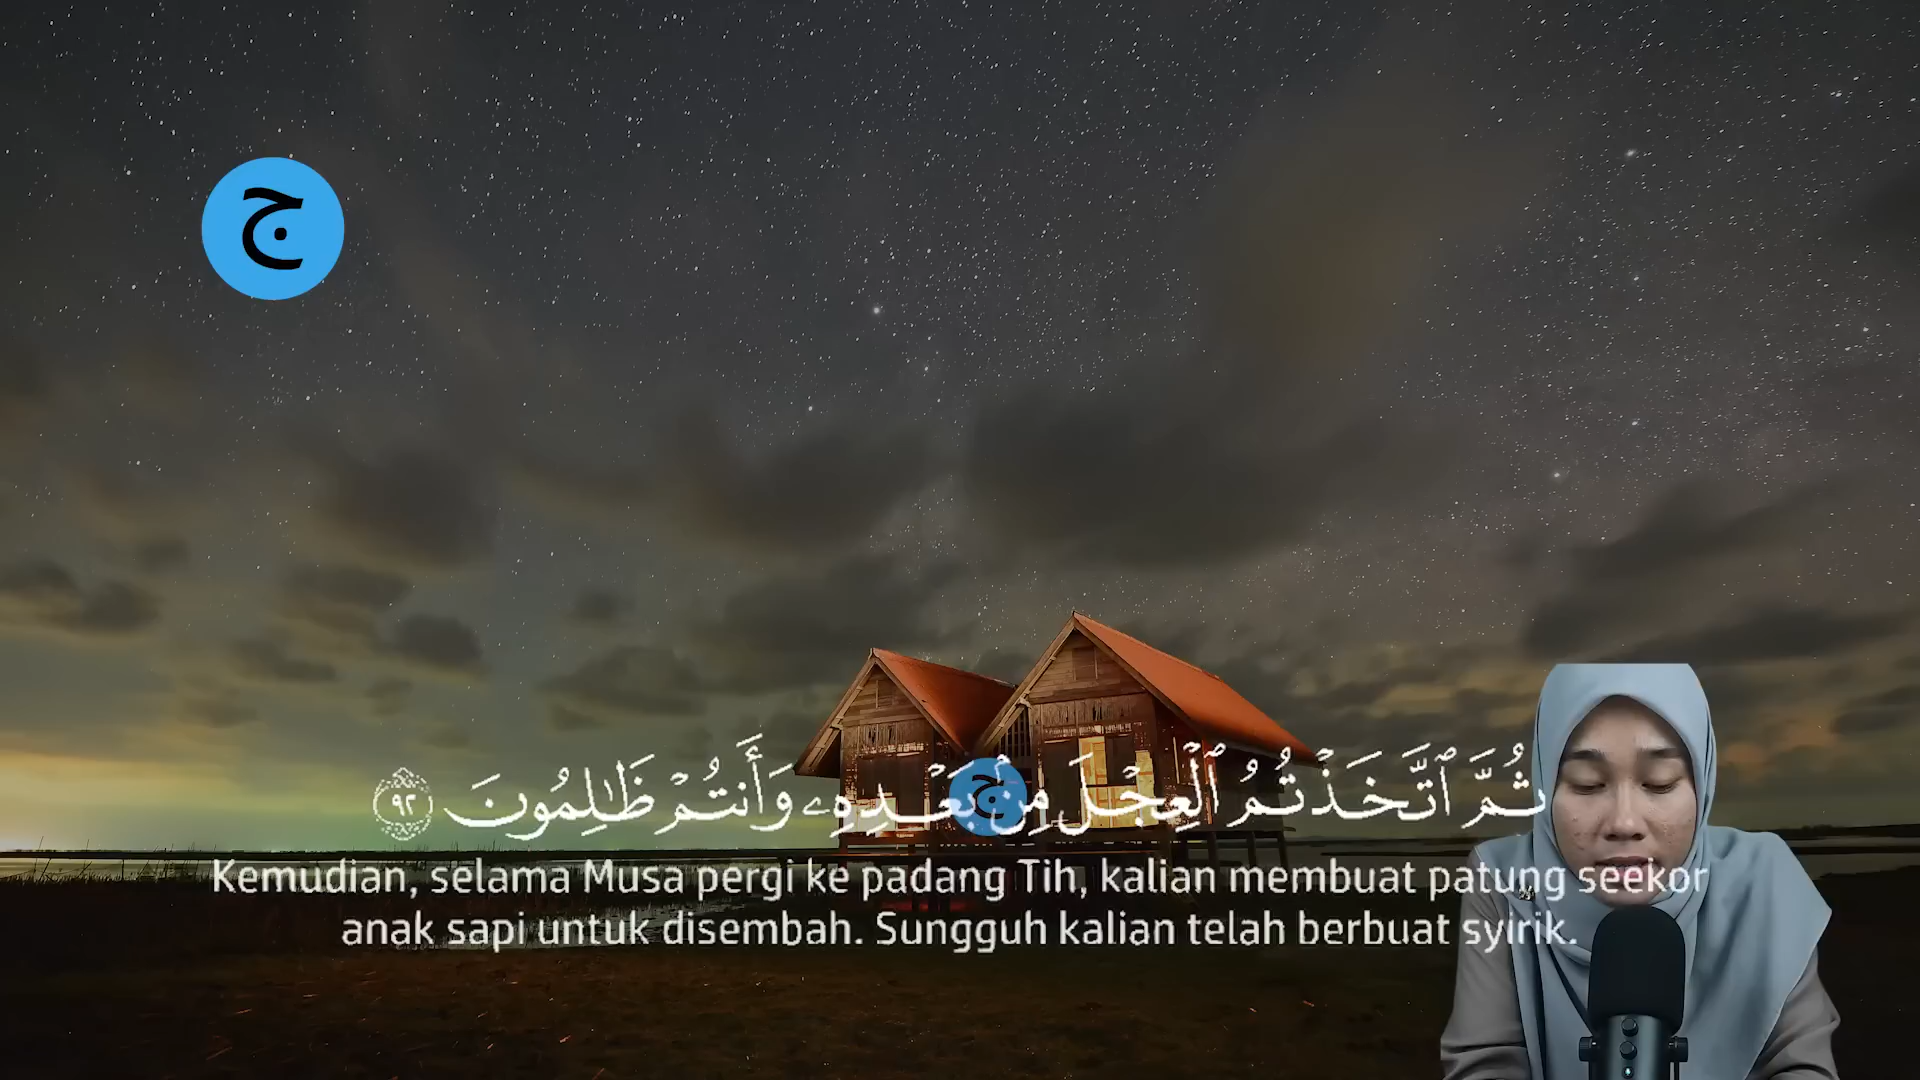 ج
ثُمَّ ٱتَّخَذْتُمُ ٱلْعِجْلَ مِنۢ بَعْدِهِۦ وَأَنتُمْ ظَٰلِمُونَ ٩٢
ج
Kemudian, selama Musa pergi ke padang Tih, kalian membuat patung seekor
anak sapi untuk disembah. Sungguh kalian telah berbuat syirik.